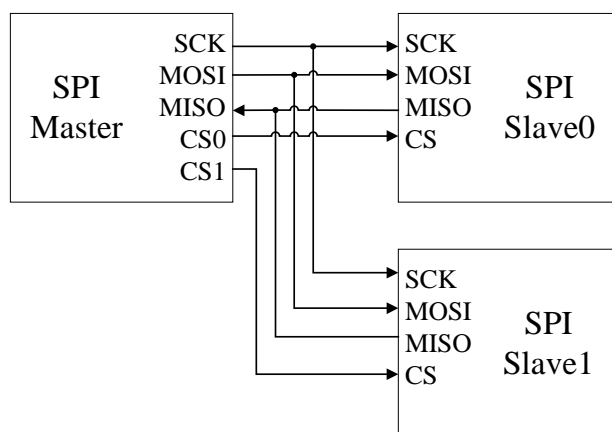 SCK
MOSI
MISO
CS0
CS1
SPI
Master
SCK
MOSI
MISO
CS
SPI
Slave0
SCK
MOSI
MISO
CS
SPI
Slave1